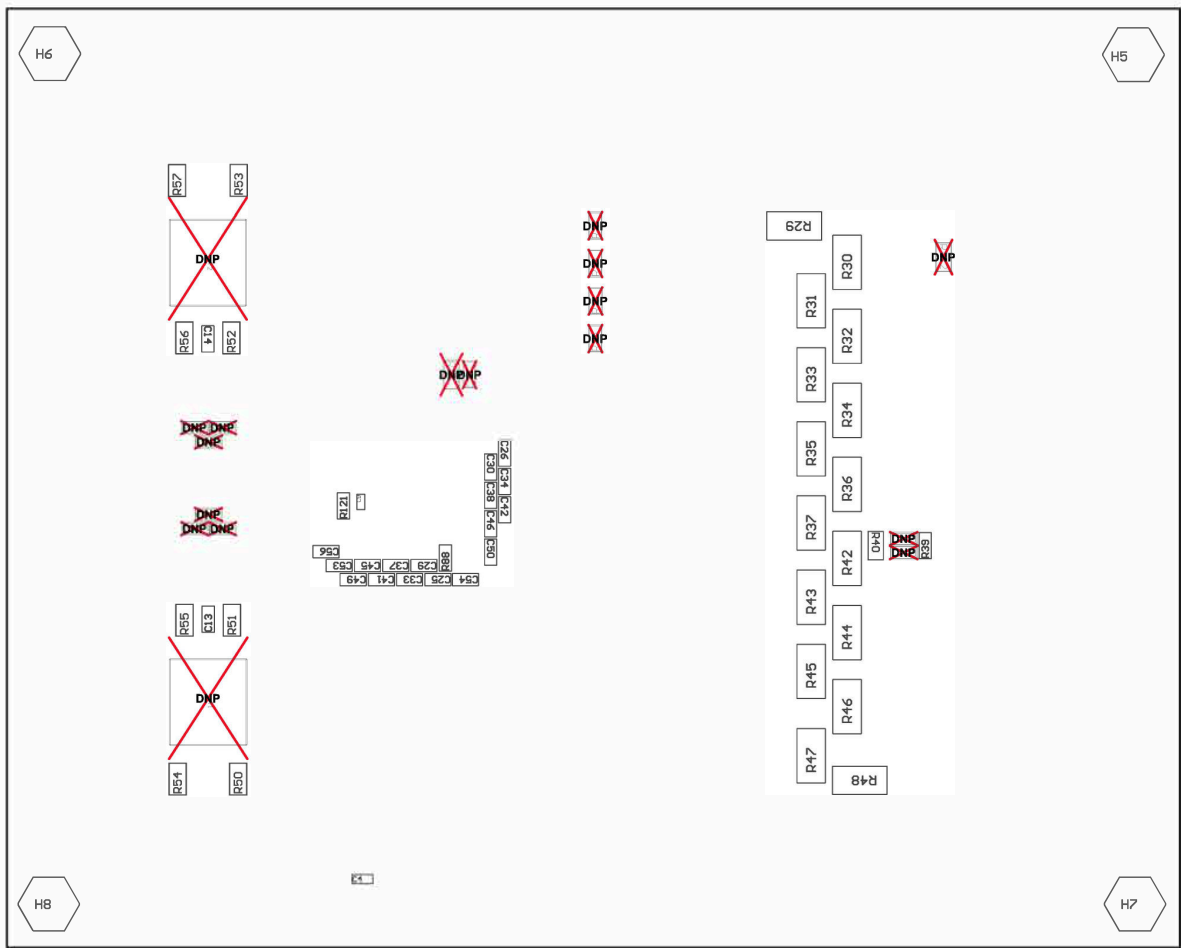 H6
H5
R57
R53
DNP
R56
C14
R52
DNP
DNP
DNP
DNP
R29
R30
DNP
R31
R32
R33
R34
R35
R36
R37
R42
R43
R44
R45
R46
R47
R48
R40
DNP
DNP
R39
DNP DNP
DNP DNP
DNP
DNP
DNP DNP
C26
C30
C34
C38
C42
C46
C50
R121
C56
C53
C45
C37
C29
R88
C49
C41
C33
C25
C54
R55
C13
R51
DNP
R54
R50
H8
H7